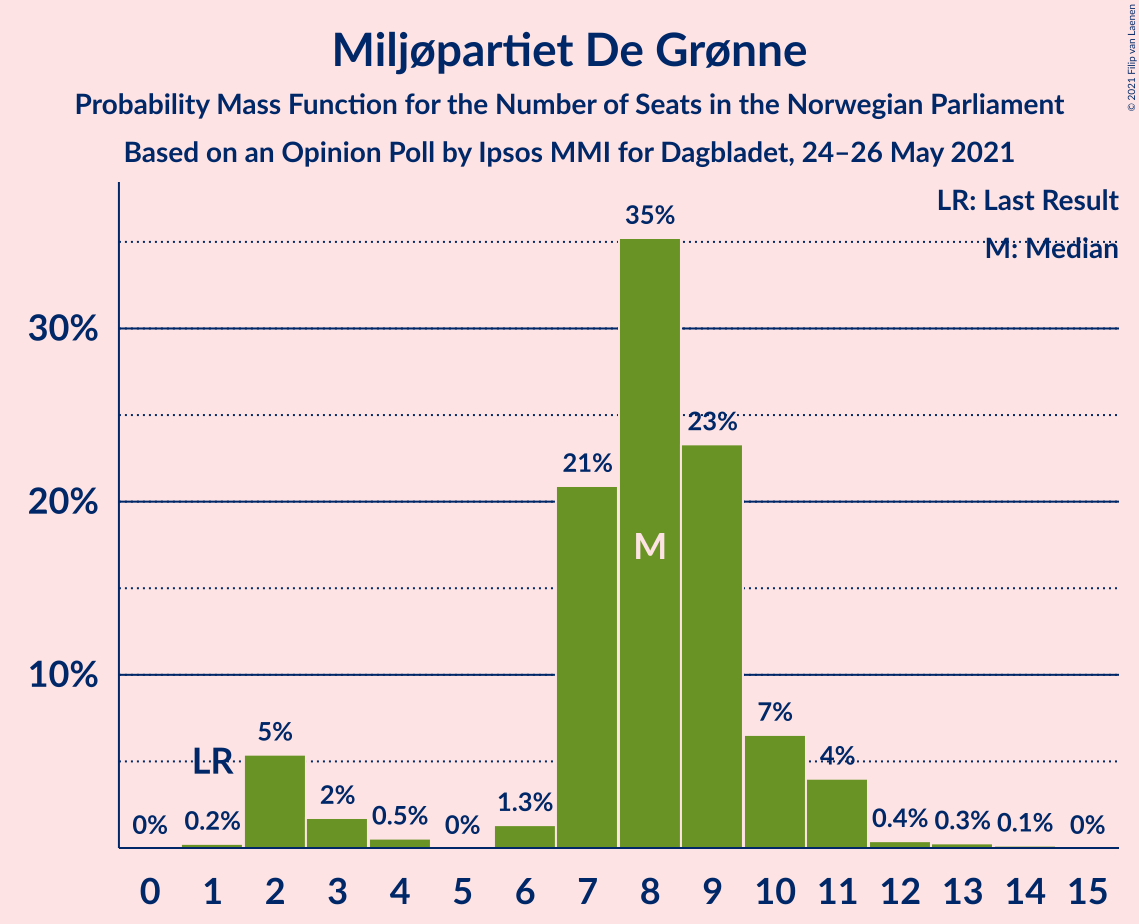 Miljøpartiet De Grønne
Probability Mass Function for the Number of Seats in the Norwegian Parliament
Based on an Opinion Poll by Ipsos MMI for Dagbladet, 24–26 May 2021
© 2021 Filip van Laenen
LR: Last Result
M: Median
30%
20%
10%
0% 0.2% 5% 2% 0.5% 0% 1.3% 21% 35% 23% 7% 4% 0.4% 0.3% 0.1% 0%
LR
M
0 1 2 3 4 5 6 7 8 9 10 11 12 13 14 15